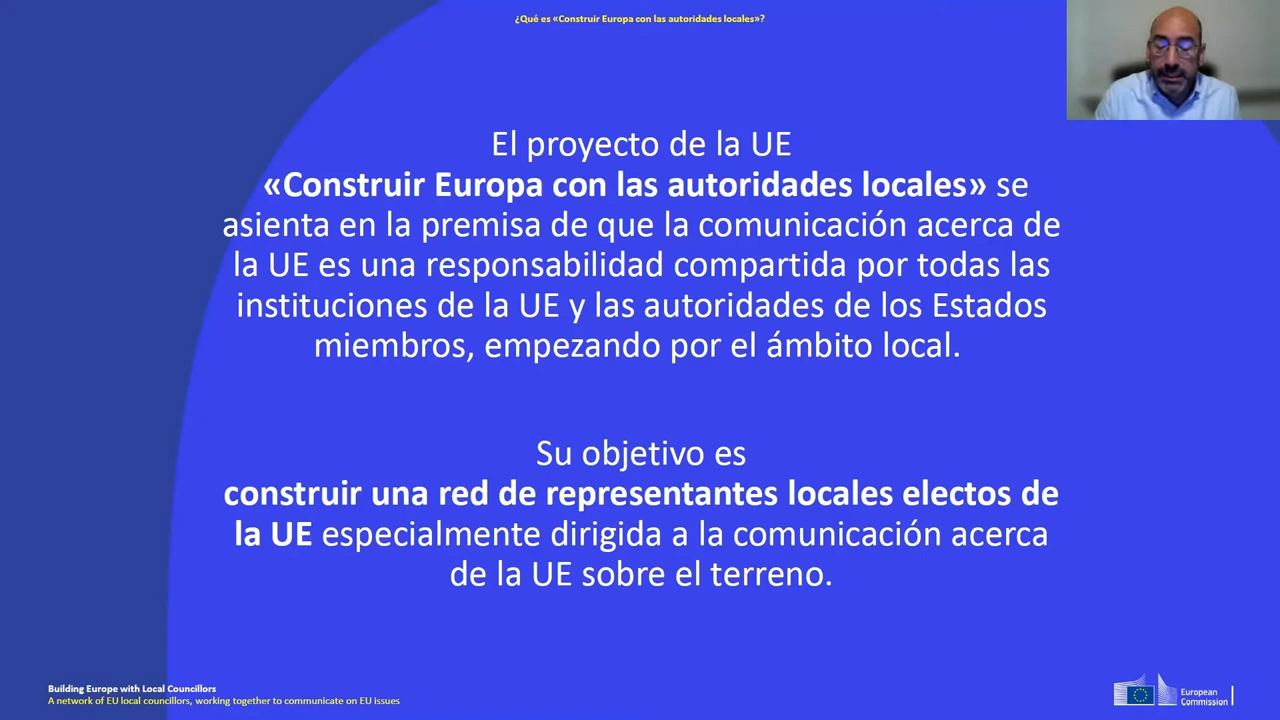 ¿Qué es «Construir Europa con las autoridades locales»?
El proyecto de la UE
«Construir Europa con las autoridades locales» se
asienta en la premisa de que la comunicación acerca de
la UE es una responsabilidad compartida por todas las
instituciones de la UE y las autoridades de los Estados
miembros, empezando por el ámbito local.
Su objetivo es
construir una red de representantes locales electos de
la UE especialmente dirigida a la comunicación acerca
de la UE sobre el terreno.
Building Europe with Local Councillors
A network of EU local councillors, working together to communicate on EU issues
European
Commission